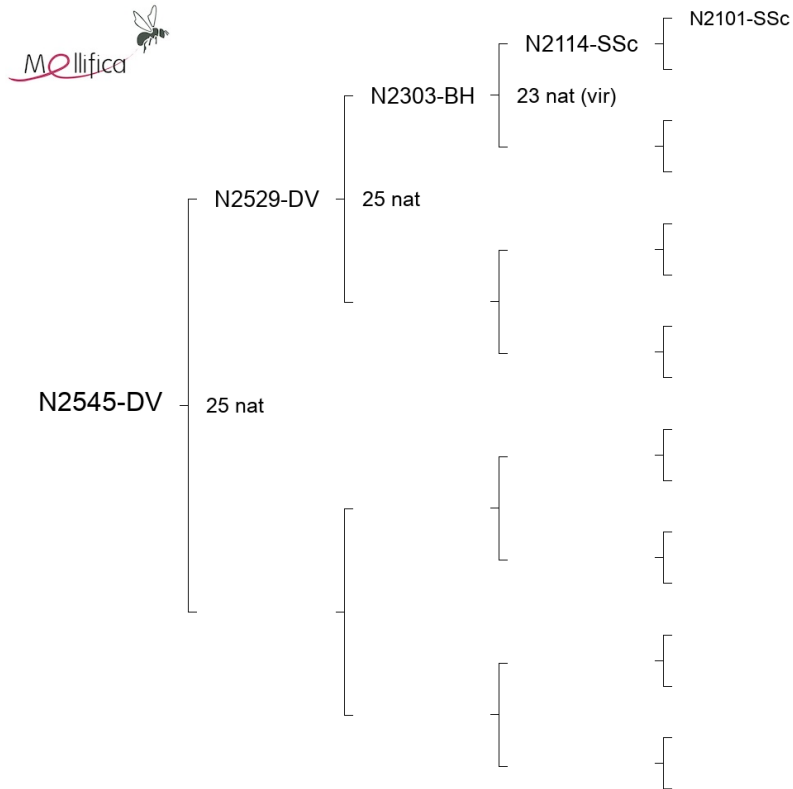 Mellifica
N2101-SSc
N2114-SSc
N2303-BH
23 nat (vir)
N2529-DV
25 nat
N2545-DV
25 nat